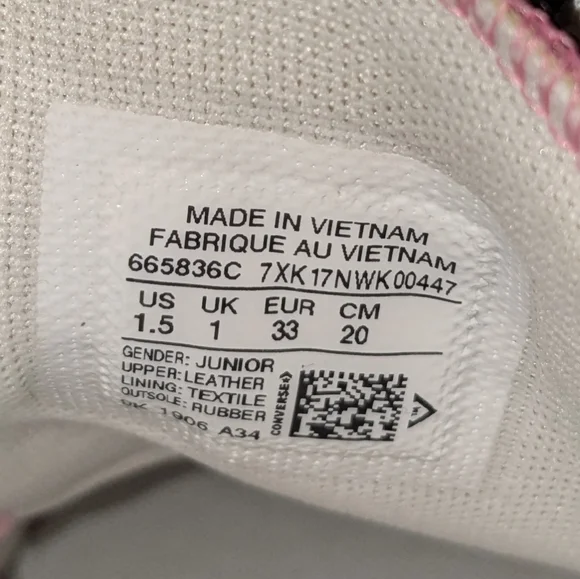 MADE IN VIETNAM
FABRIQUE AU VIETNAM
665836C 7XK17NWK00447
US UK EUR CM
1.5 1 33 20
GENDER: JUNIOR
UPPER: LEATHER
LINING: TEXTILE
OUTSOLE: RUBBER
1906 A34
CONVERSE